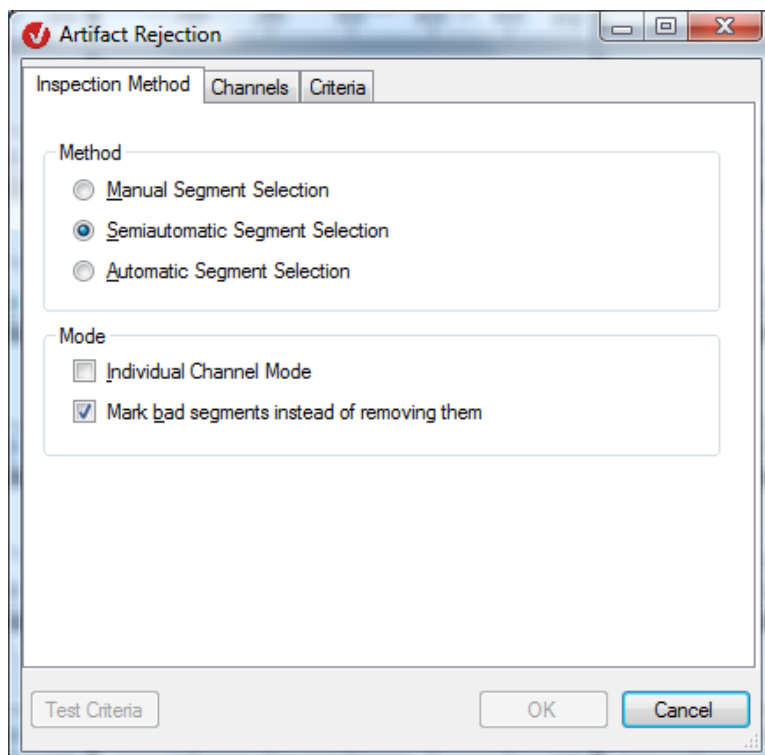 Artifact Rejection
Inspection Method Channels Criteria
Method
Manual Segment Selection
Semiautomatic Segment Selection
Automatic Segment Selection
Mode
Individual Channel Mode
Mark bad segments instead of removing them
Test Criteria OK Cancel